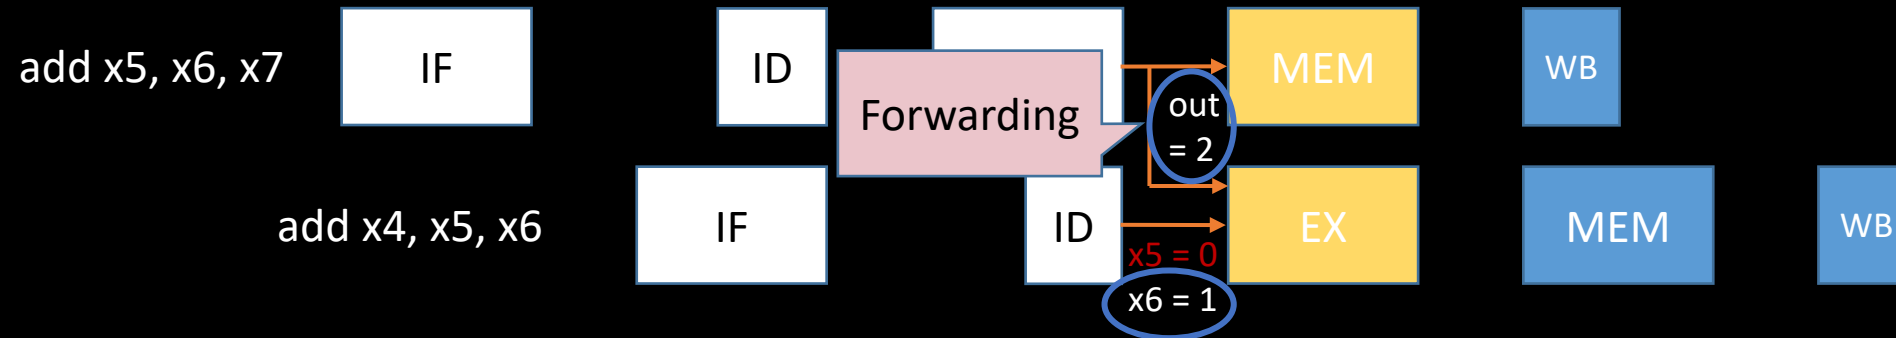 add x5, x6, x7 IF ID MEM WB
Forwarding
out
= 2
add x4, x5, x6 IF ID EX MEM WB
x5 = 0
x6 = 1